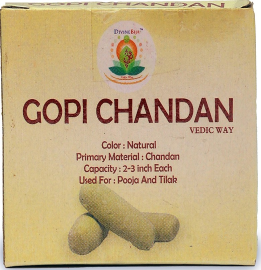 DivineBox
GOPI CHANDAN
VEDIC WAY
Color : Natural
Primary Material : Chandan
Capacity : 2-3 inch Each
Used For : Pooja And Tilak